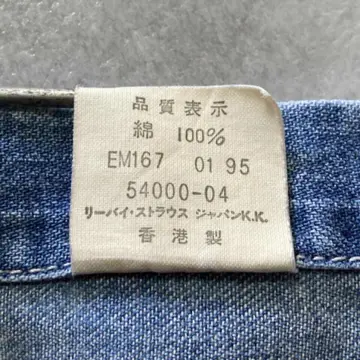 品質表示
綿 100%
EM167 01 95
54000-04
リーバイ・ストラウス ジャパンK.K.
香港製